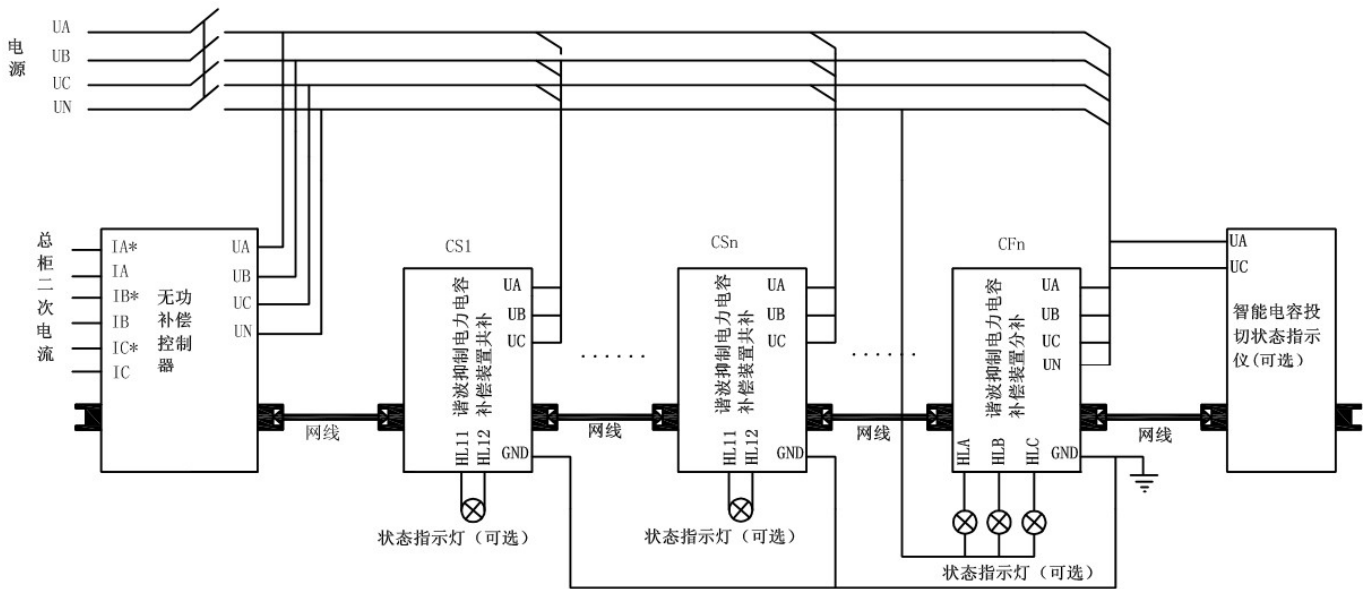 电源
UA
UB
UC
UN
总柜二次电流
IA*
IA
IB*
IB
IC*
IC
无功
补偿
控制
器
UA
UB
UC
UN
网线
CS1
谐波抑制电力电容
补偿装置共补
UA
UB
UC
HL11
HL12
GND
状态指示灯（可选）
······
网线
CSn
谐波抑制电力电容
补偿装置共补
UA
UB
UC
HL11
HL12
GND
状态指示灯（可选）
······
网线
CFn
谐波抑制电力电容
补偿装置分补
UA
UB
UC
UN
HLA
HLB
HLC
GND
状态指示灯（可选）
网线
UA
UC
智能电容投
切状态指示
仪(可选)